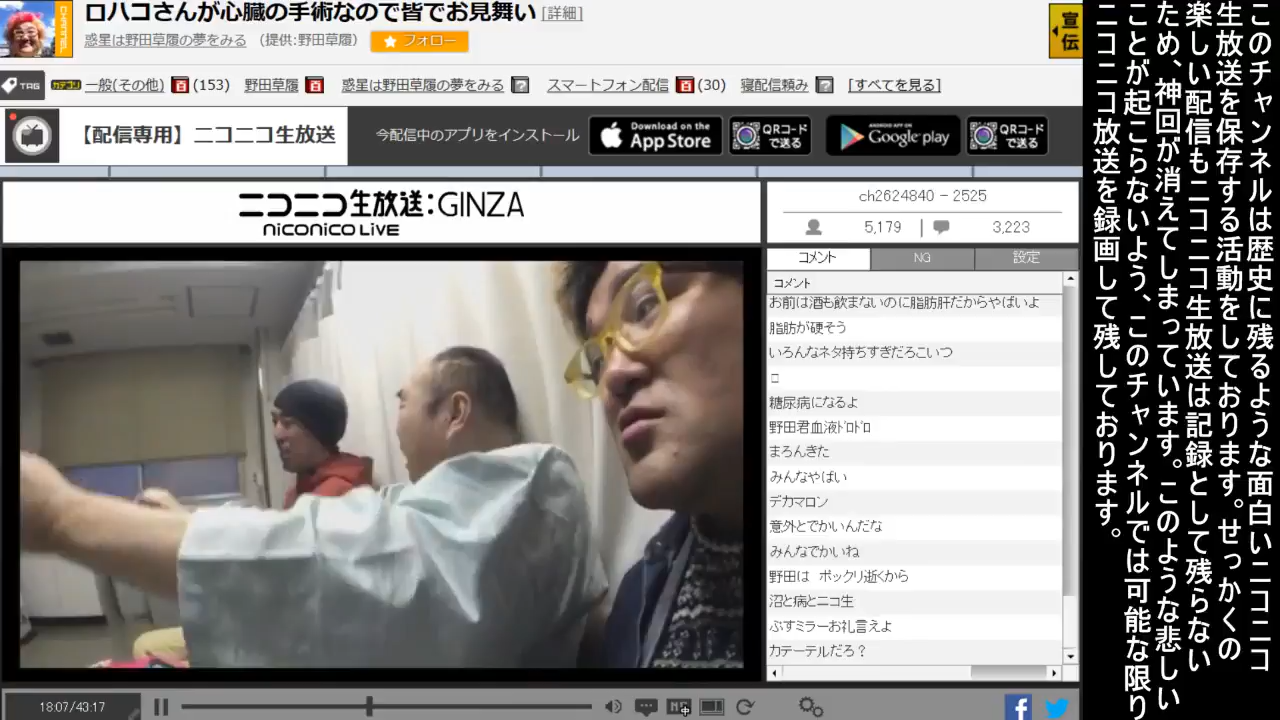 ロハコさんが心臓の手術なので皆でお見舞い [詳細]
CHANNEL
惑星は野田草履の夢をみる (提供:野田草履) ★ フォロー
宣伝
TAG カテゴリ 一般(その他) 百 (153) 野田草履 百 惑星は野田草履の夢をみる ? スマートフォン配信 百 (30) 寝配信頼み ? [すべてを見る]
【配信専用】ニコニコ生放送
今配信中のアプリをインストール
Download on the App Store
QRコードで送る
ANDROID APP ON Google play
QRコードで送る
ニコニコ生放送:GINZA
niconico Live
ch2624840 - 2525
5,179 | 3,223
コメント NG 設定
コメント
お前は酒も飲まないのに脂肪肝だからやばいよ
脂肪が硬そう
いろんなネタ持ちすぎだろこいつ
□
糖尿病になるよ
野田君血液ﾄﾞﾛﾄﾞﾛ
まろんきた
みんなやばい
デカマロン
意外とでかいんだな
みんなでかいね
野田は ポックリ逝くから
沼と病とニコ生
ぶすミラーお礼言えよ
カテーテルだろ？
18:07/43:17
このチャンネルは歴史に残るような面白いニコニコ
生放送を保存する活動をしております。せっかくの
楽しい配信もニコニコ生放送は記録として残らない
ため、神回が消えてしまっています。このような悲しい
ことが起こらないよう、このチャンネルでは可能な限り
ニコニコ放送を録画して残しております。